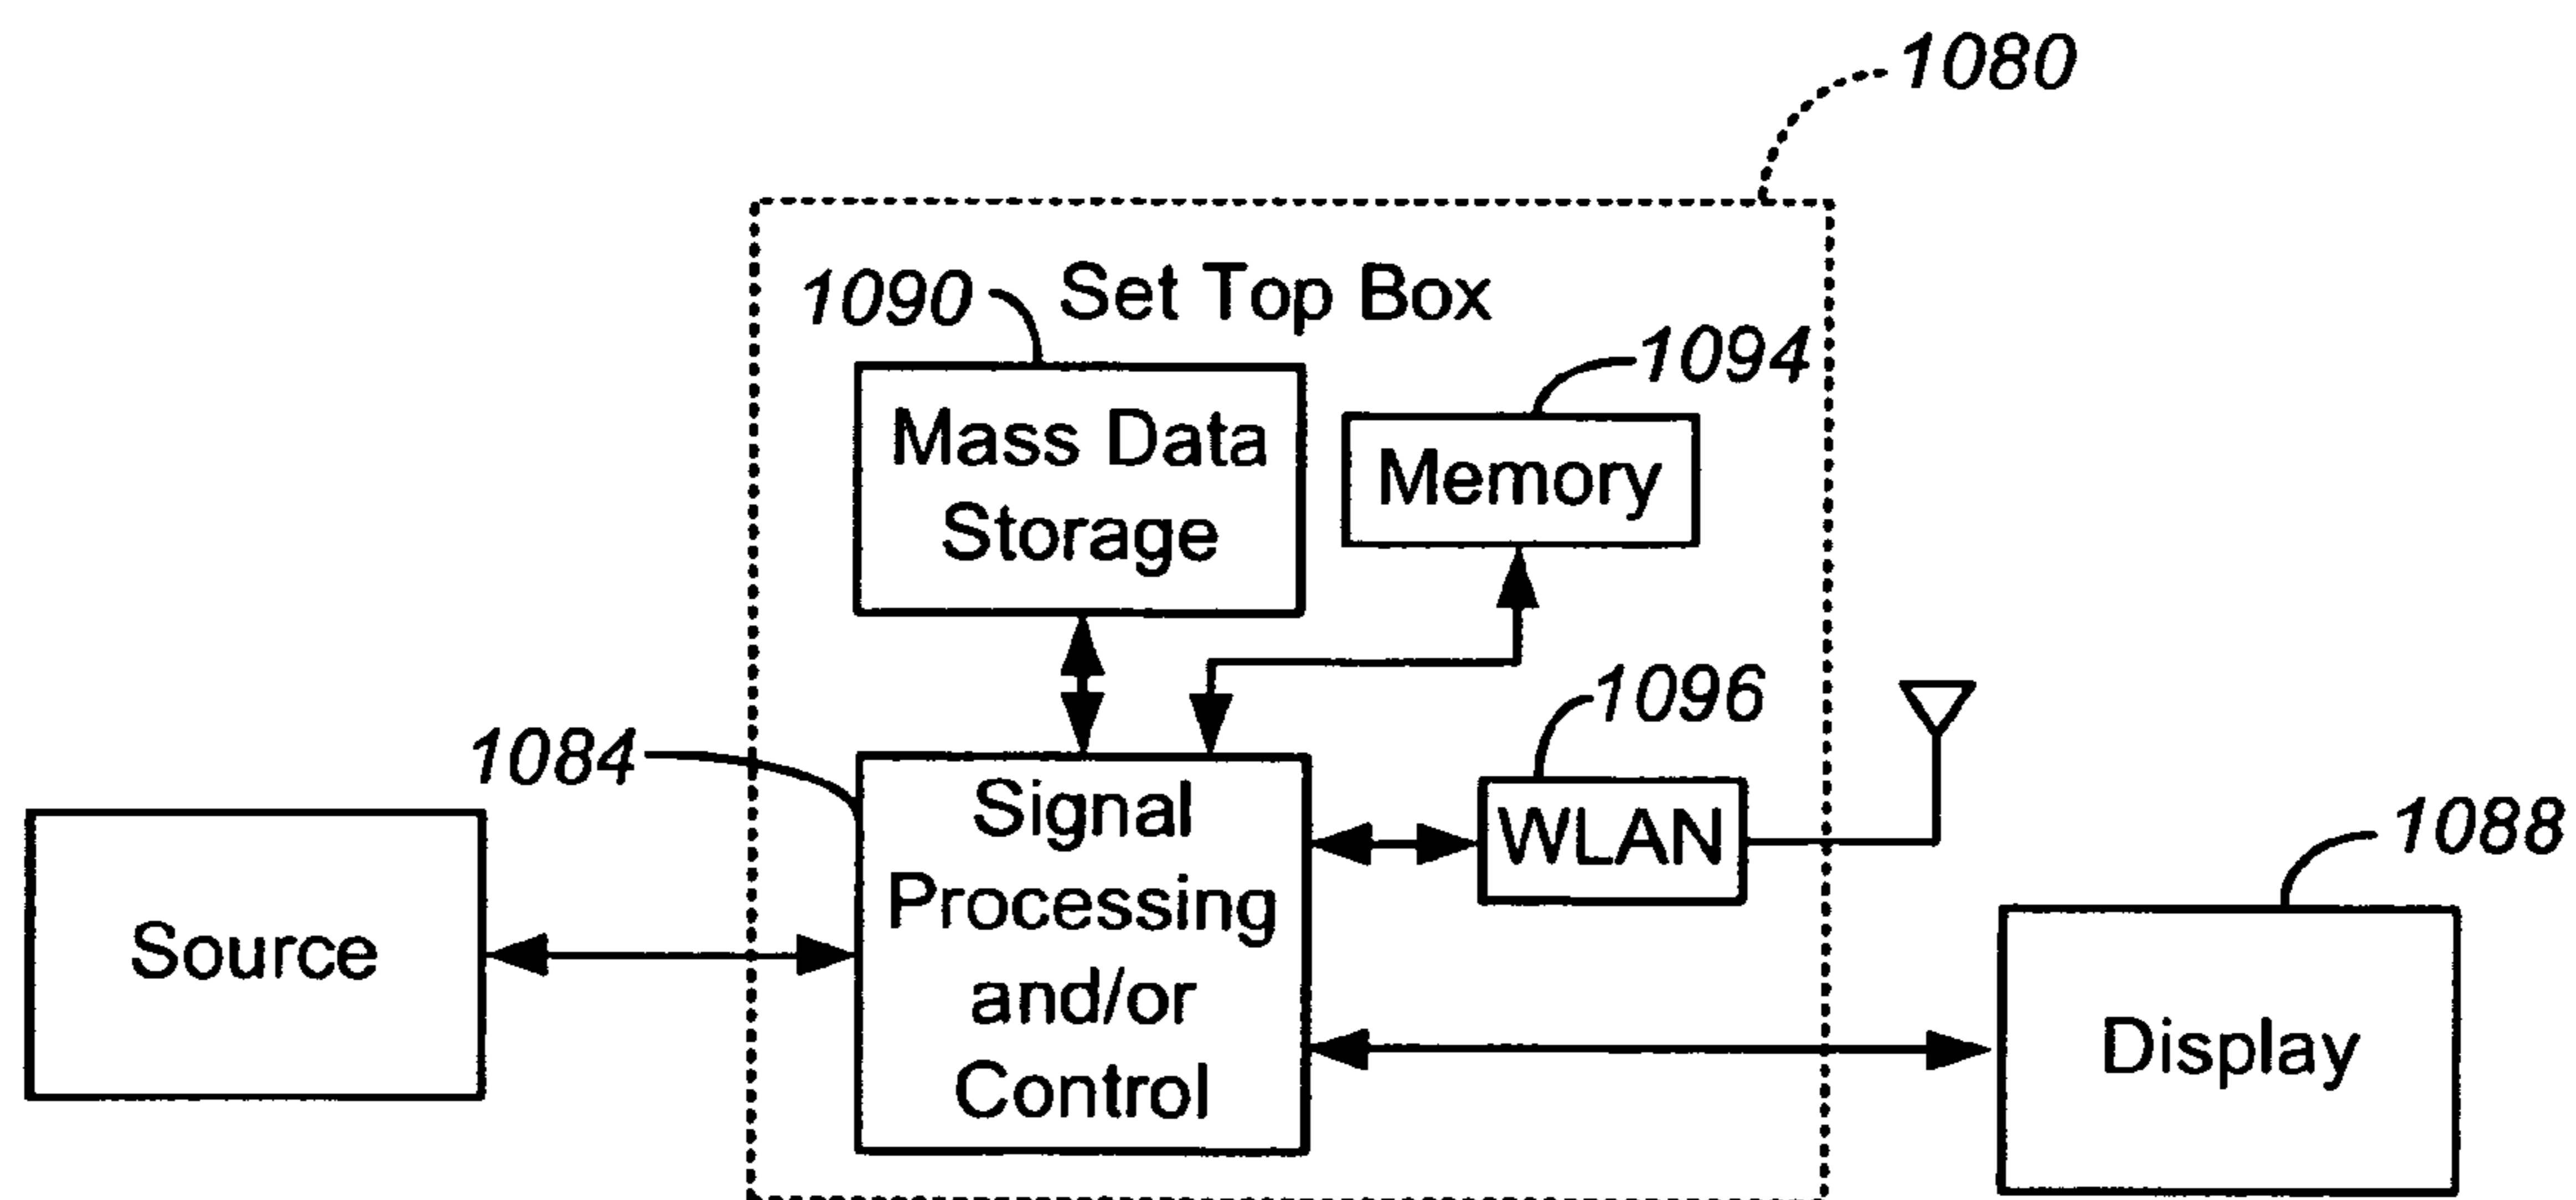 1080
1090
Set Top Box
1094
Mass Data
Storage
Memory
1096
1084
Signal
Processing
and/or
Control
WLAN
1088
Source
Display